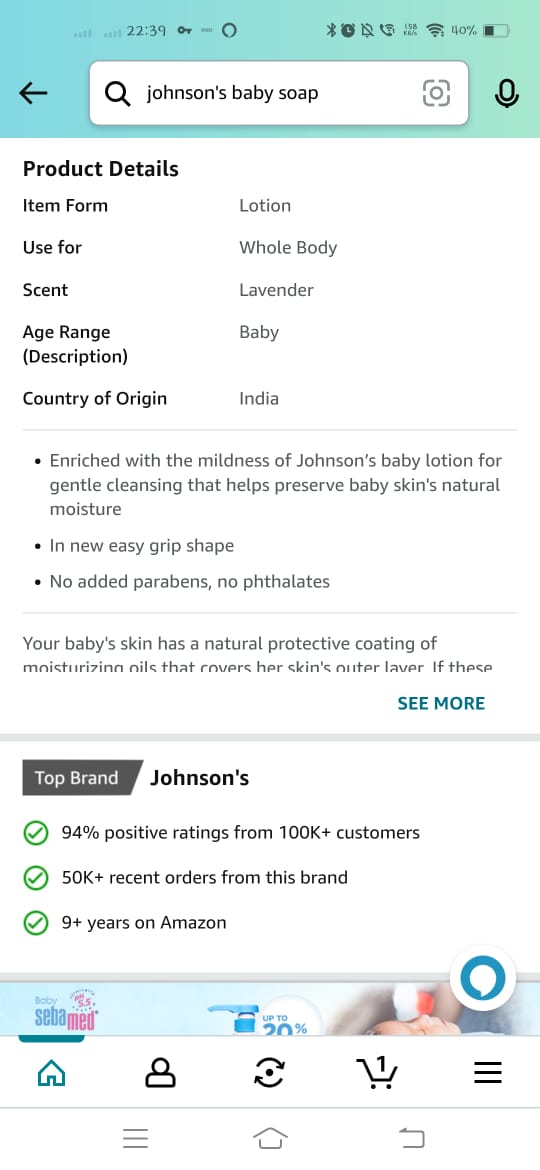 22:39
158 KB/s
40%
johnson's baby soap
Product Details
Item Form Lotion
Use for Whole Body
Scent Lavender
Age Range Baby
(Description)
Country of Origin India
• Enriched with the mildness of Johnson's baby lotion for
gentle cleansing that helps preserve baby skin's natural
moisture
• In new easy grip shape
• No added parabens, no phthalates
Your baby's skin has a natural protective coating of
moisturizing oils that covers her skin's outer layer. If these
SEE MORE
Top Brand Johnson's
94% positive ratings from 100K+ customers
50K+ recent orders from this brand
9+ years on Amazon
Baby
sebamed
pH
5.5
UP TO
20%
1